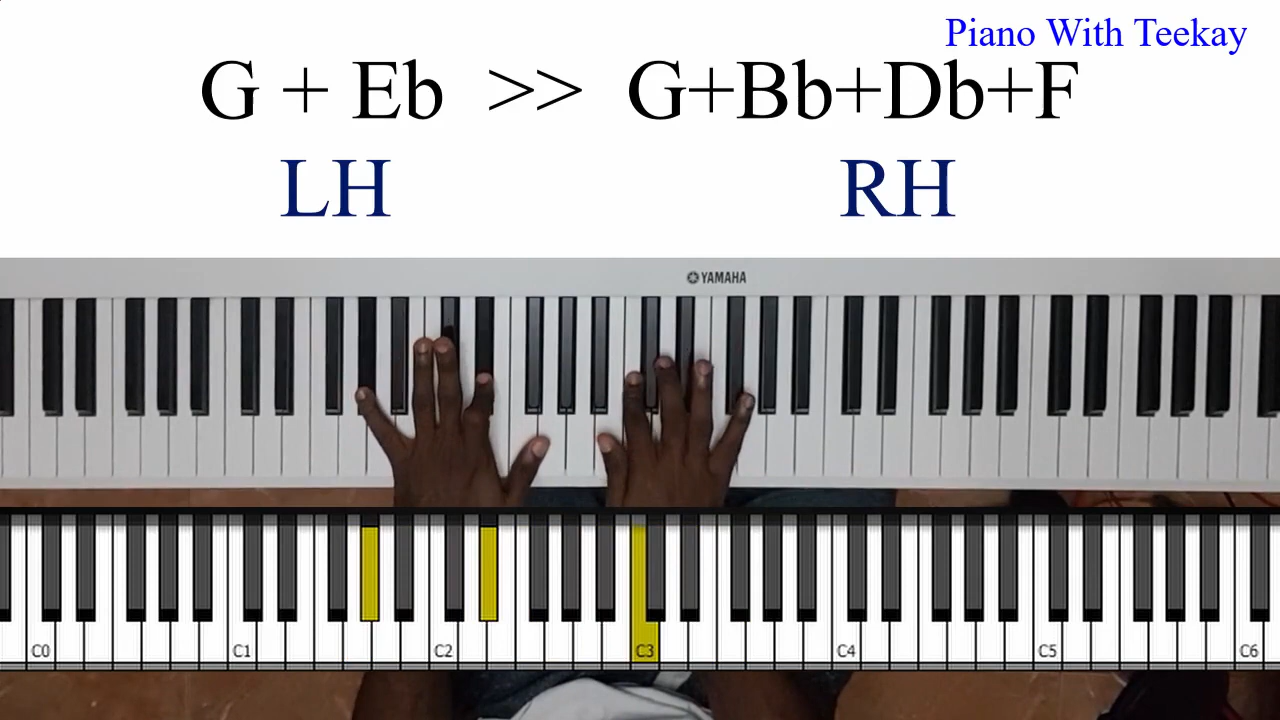 Piano With Teekay
G + Eb >> G+Bb+Db+F
LH RH
YAMAHA
C0 C1 C2 C3 C4 C5 C6